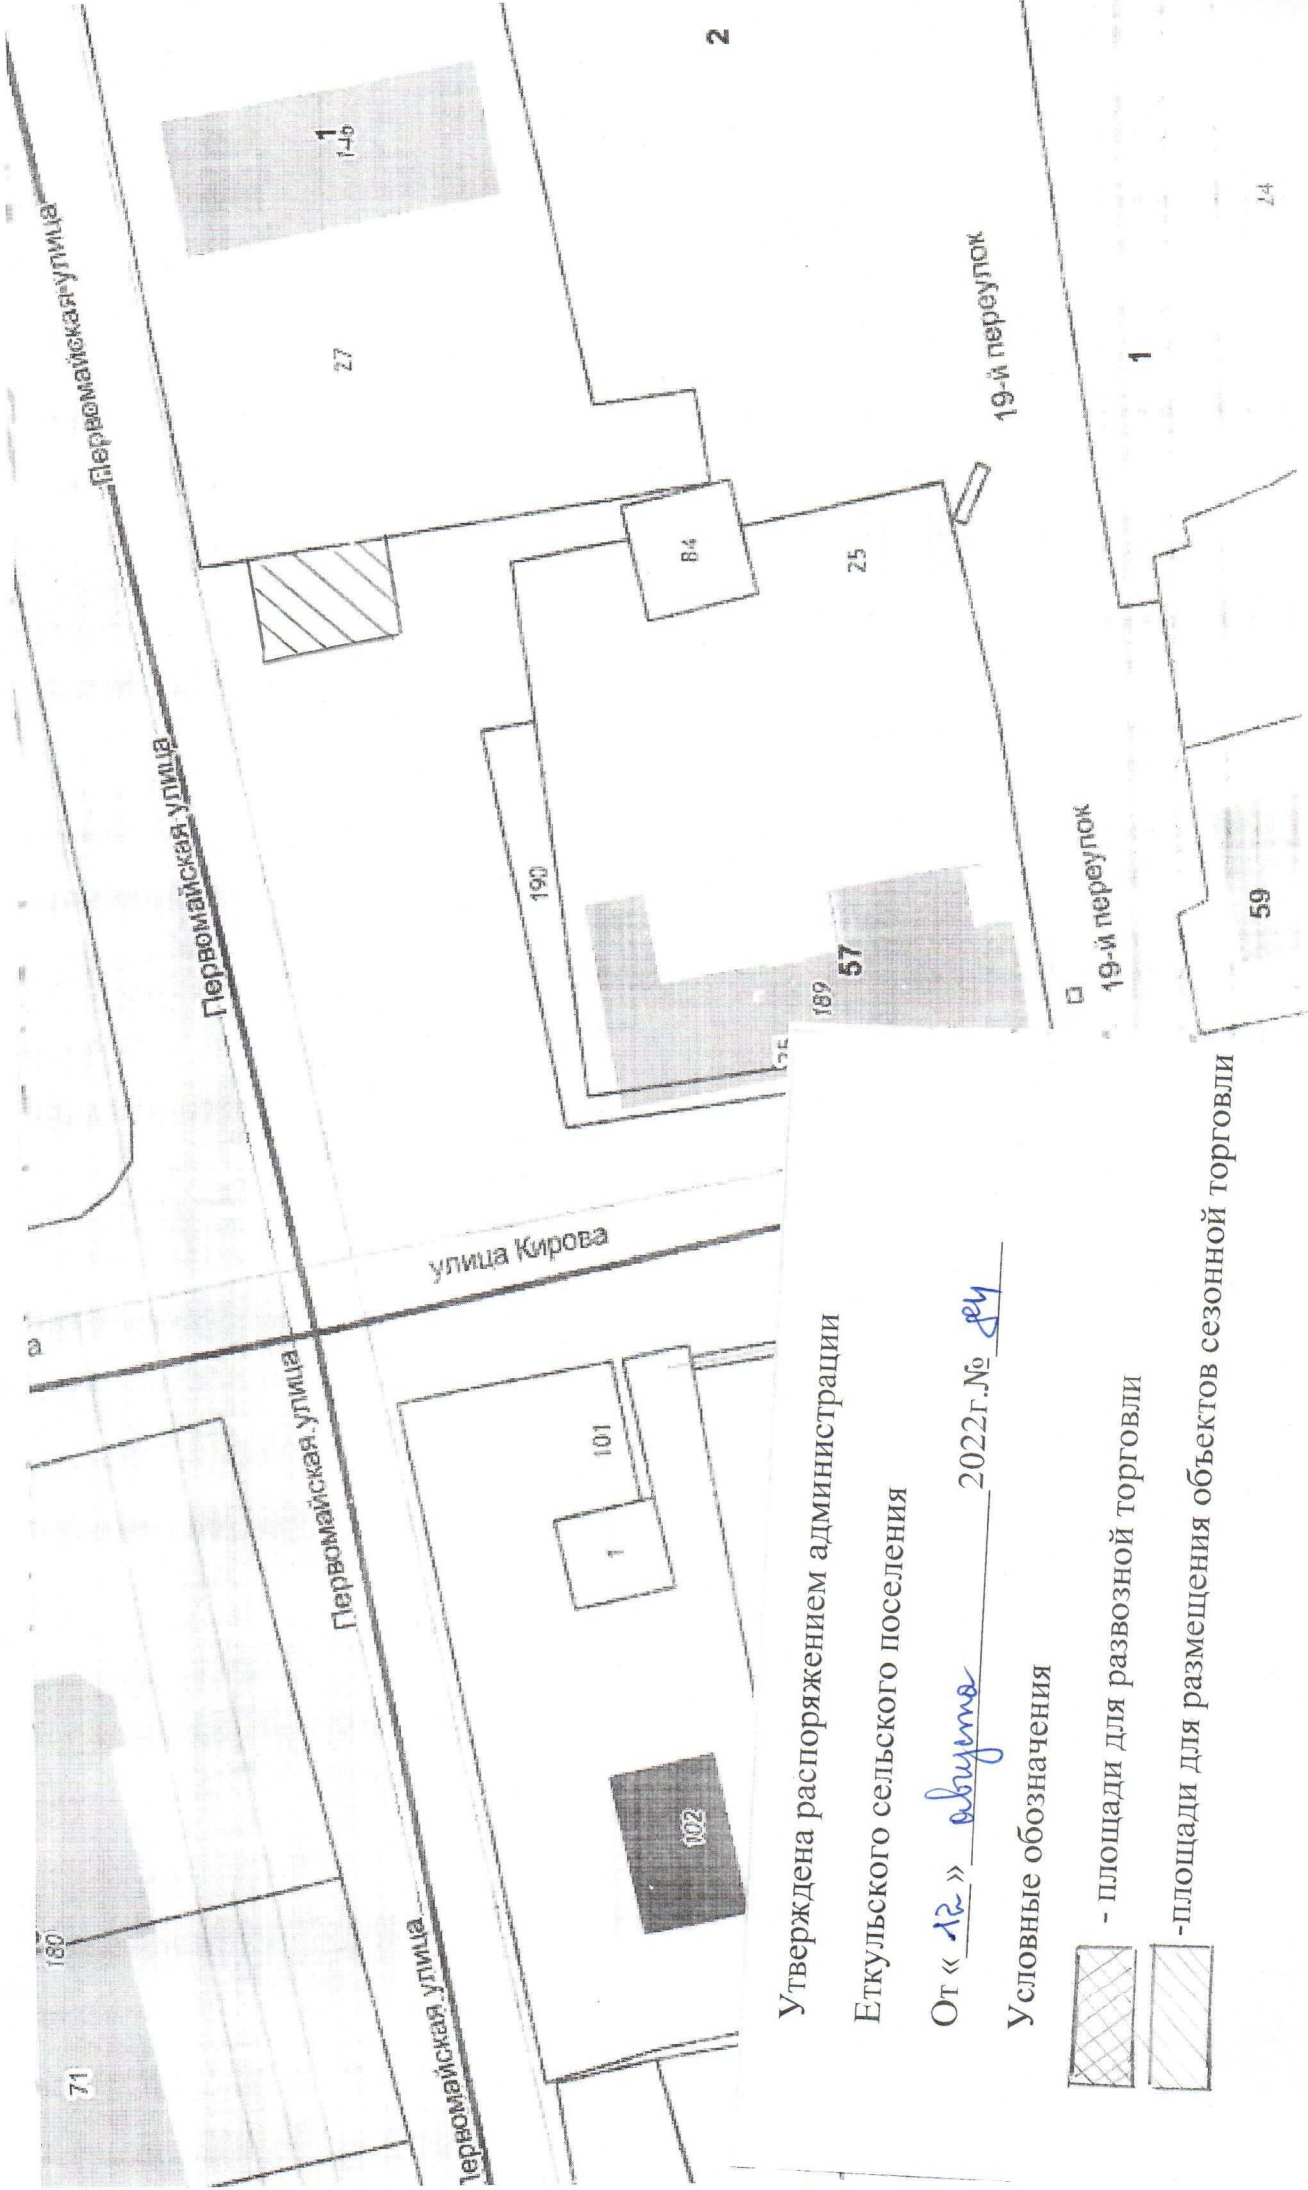 71
180
Первомайская улица
Первомайская улица
Первомайская улица
Первомайская улица
а
улица Кирова
102
101
190
189
57
84
25
27
1
2
19-й переулок
19-й переулок
1
59
24
Утверждена распоряжением администрации
Еткульского сельского поселения
От « 12 » августа 2022г.№
Условные обозначения
- площади для развозной торговли
-площади для размещения объектов сезонной торговли